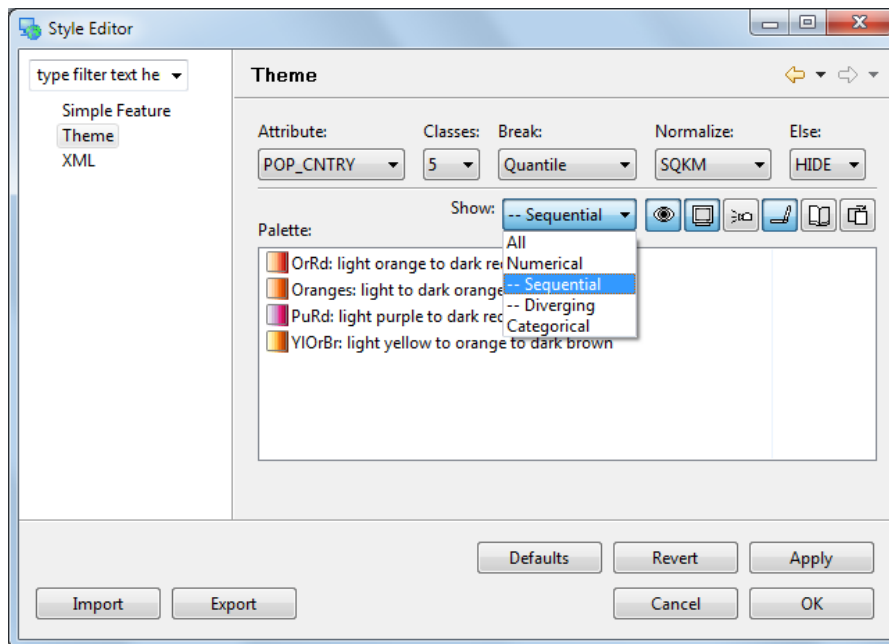 Style Editor
type filter text he
Simple Feature
Theme
XML
Theme
Attribute: Classes: Break: Normalize: Else:
POP_CNTRY 5 Quantile SQKM HIDE
Show: -- Sequential
Palette:
All
Numerical
-- Sequential
-- Diverging
Categorical
OrRd: light orange to dark re
Oranges: light to dark orange
PuRd: light purple to dark red
YlOrBr: light yellow to orange to dark brown
Defaults Revert Apply
Import Export Cancel OK